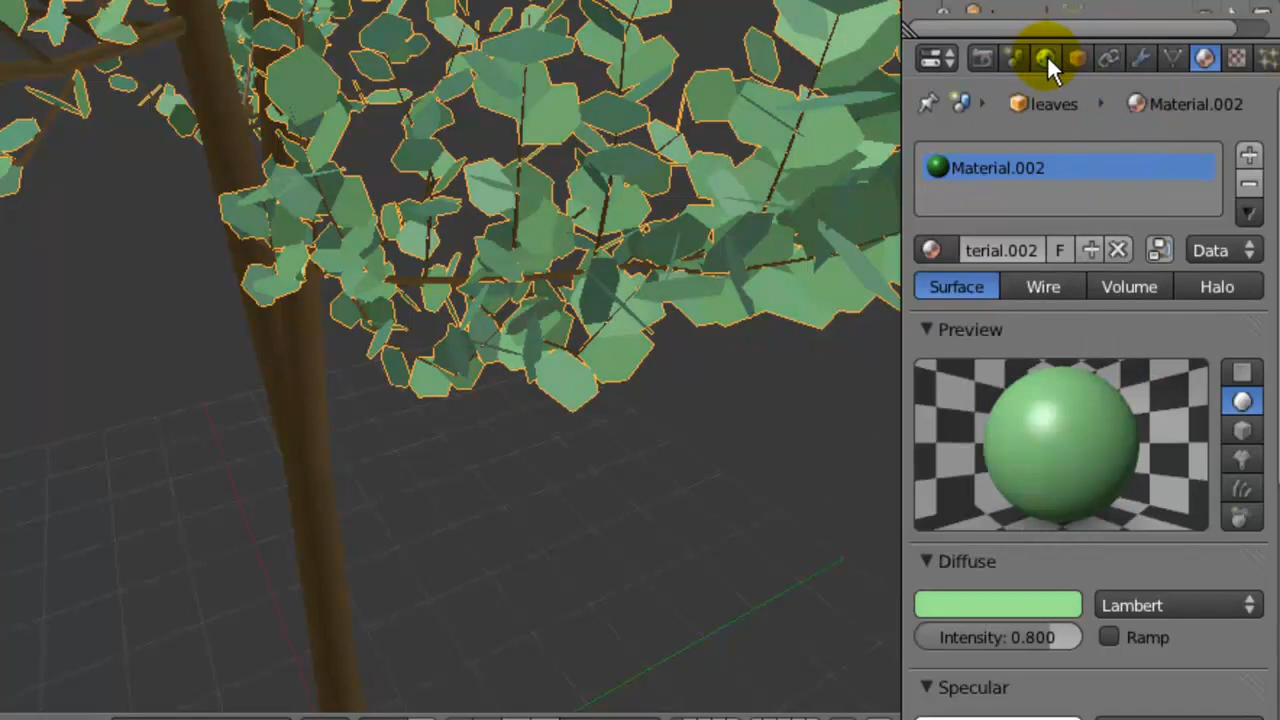 leaves Material.002
Material.002
terial.002 F Data
Surface Wire Volume Halo
Preview
Diffuse
Lambert
Intensity: 0.800 Ramp
Specular